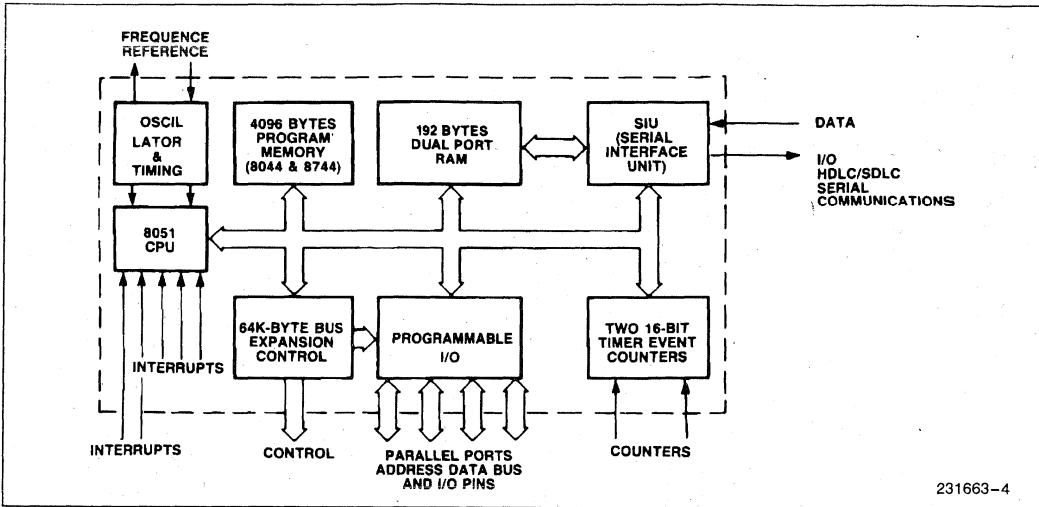 FREQUENCE
REFERENCE
OSCIL
LATOR
&
TIMING
4096 BYTES
PROGRAM
MEMORY
(8044 & 8744)
192 BYTES
DUAL PORT
RAM
SIU
(SERIAL
INTERFACE
UNIT)
DATA
I/O
HDLC/SDLC
SERIAL
COMMUNICATIONS
8051
CPU
64K-BYTE BUS
EXPANSION
CONTROL
PROGRAMMABLE
I/O
TWO 16-BIT
TIMER EVENT
COUNTERS
INTERRUPTS
INTERRUPTS
CONTROL
PARALLEL PORTS
ADDRESS DATA BUS
AND I/O PINS
COUNTERS
231663-4